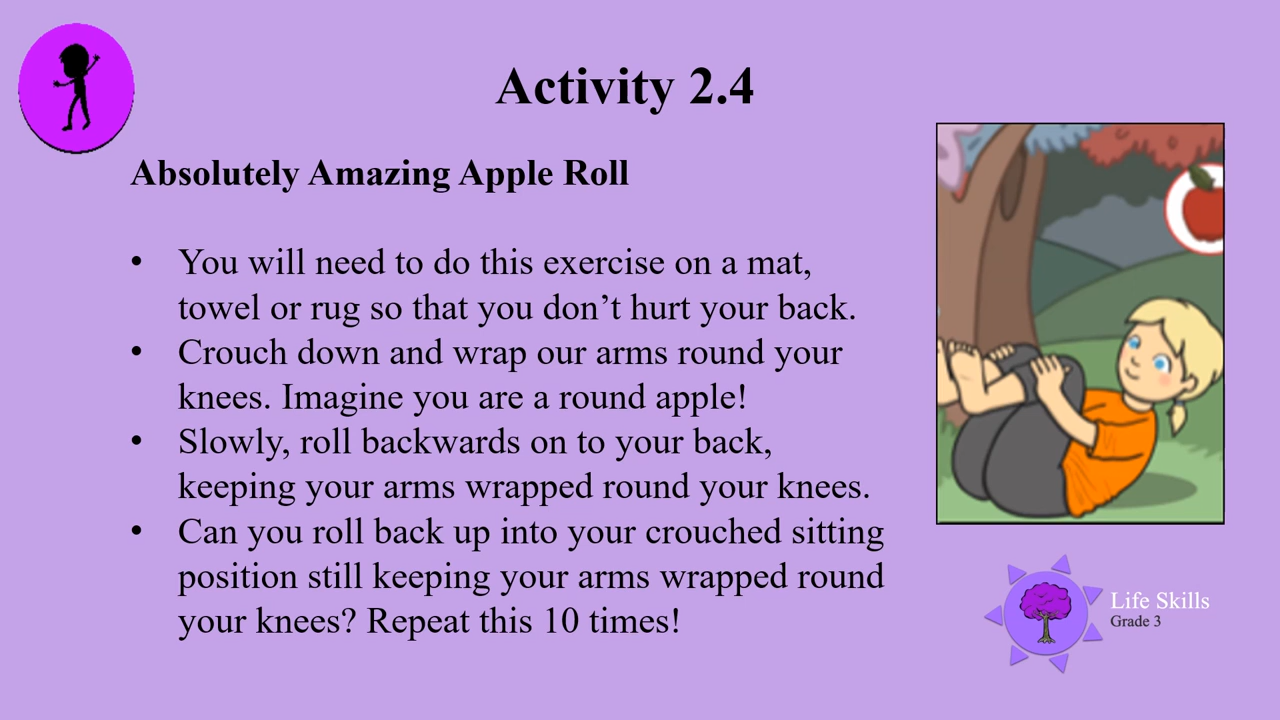 Activity 2.4
Absolutely Amazing Apple Roll
• You will need to do this exercise on a mat,
towel or rug so that you don’t hurt your back.
• Crouch down and wrap our arms round your
knees. Imagine you are a round apple!
• Slowly, roll backwards on to your back,
keeping your arms wrapped round your knees.
• Can you roll back up into your crouched sitting
position still keeping your arms wrapped round
your knees? Repeat this 10 times!
Life Skills
Grade 3